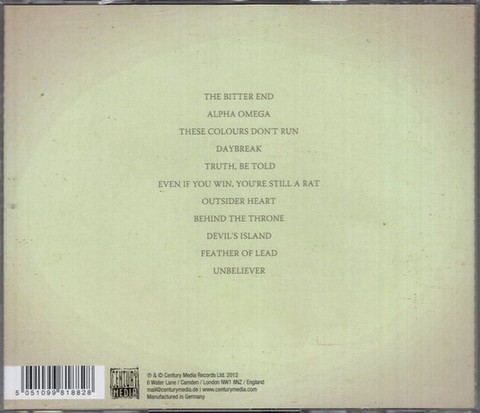 THE BITTER END
ALPHA OMEGA
THESE COLOURS DON'T RUN
DAYBREAK
TRUTH, BE TOLD
EVEN IF YOU WIN, YOU'RE STILL A RAT
OUTSIDER HEART
BEHIND THE THRONE
DEVIL'S ISLAND
FEATHER OF LEAD
UNBELIEVER
5 051099 818828
CENTURY
MEDIA
℗ & © Century Media Records Ltd. 2012
6 Water Lane / Camden / London NW1 8NZ / England
mail@centurymedia.de | www.centurymedia.com
Manufactured in Germany